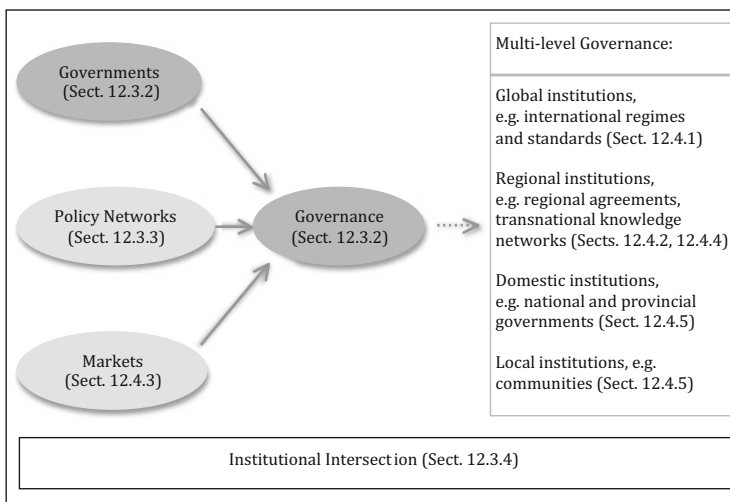 Governments
(Sect. 12.3.2)
Policy Networks
(Sect. 12.3.3)
Markets
(Sect. 12.4.3)
Governance
(Sect. 12.3.2)
Multi-level Governance:
Global institutions,
e.g. international regimes
and standards (Sect. 12.4.1)
Regional institutions,
e.g. regional agreements,
transnational knowledge
networks (Sects. 12.4.2, 12.4.4)
Domestic institutions,
e.g. national and provincial
governments (Sect. 12.4.5)
Local institutions, e.g.
communities (Sect. 12.4.5)
Institutional Intersection (Sect. 12.3.4)